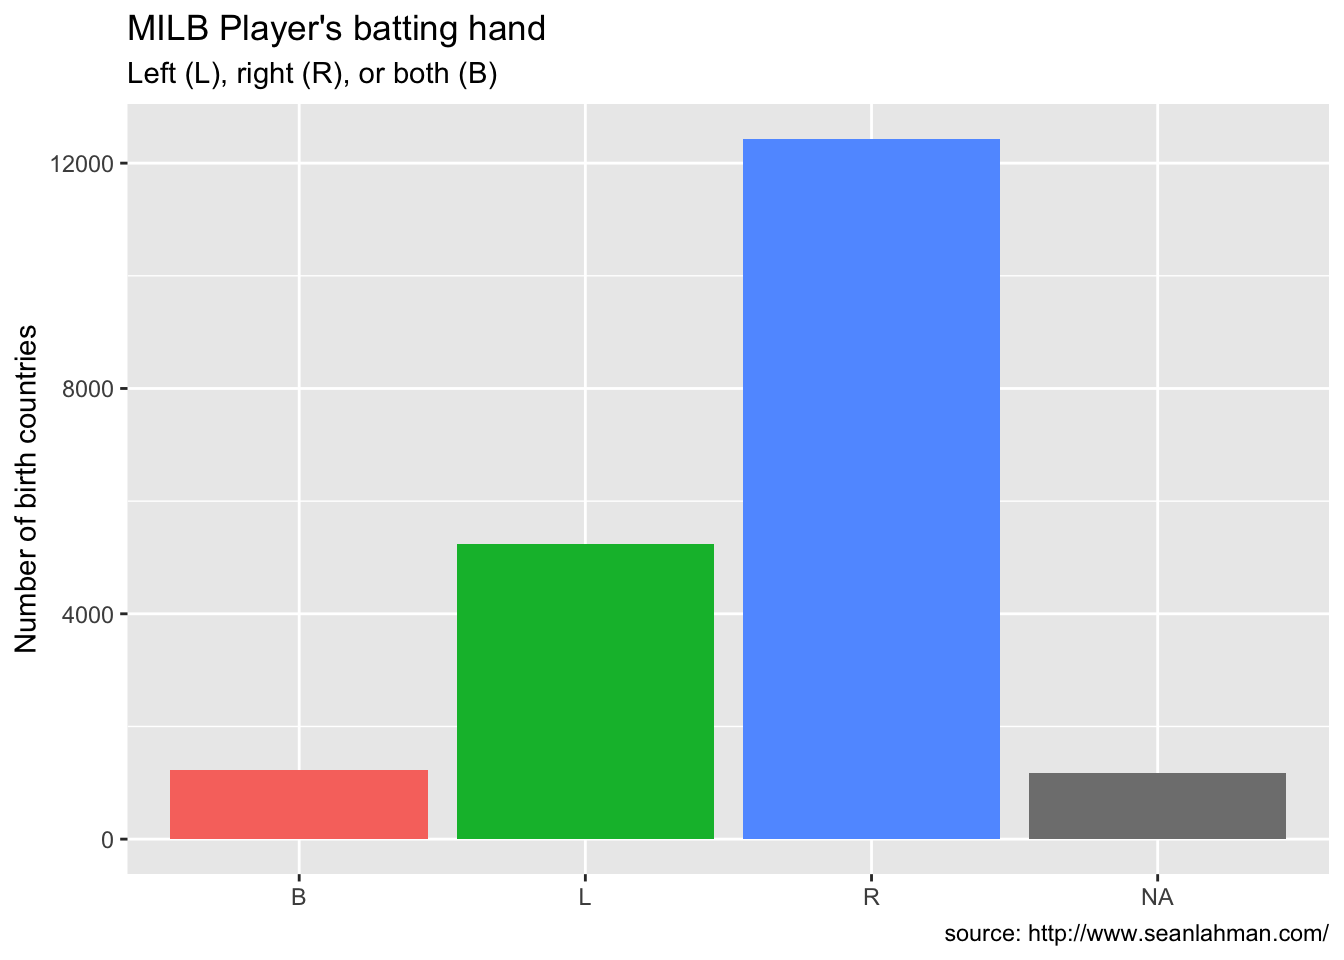 MILB Player's batting hand
Left (L), right (R), or both (B)
Number of birth countries
12000
8000
4000
0
B
L
R
NA
source: http://www.seanlahman.com/